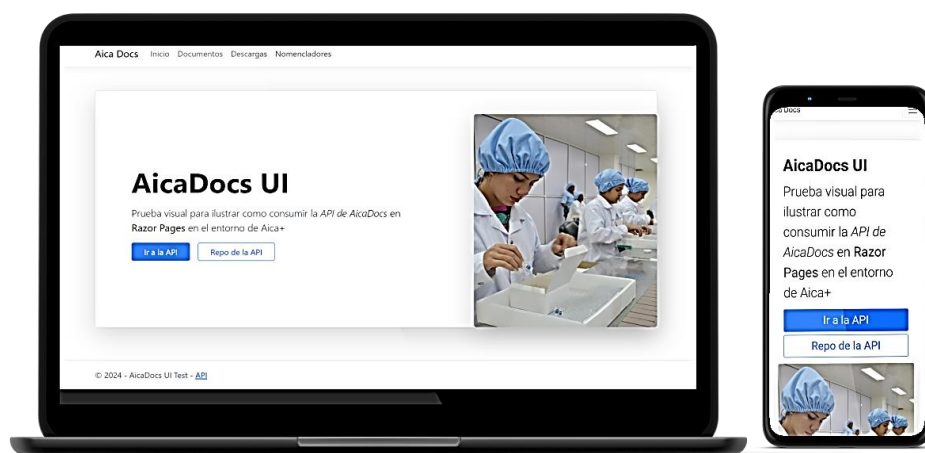 Aica Docs Inicio Documentos Descargas Nomencladores
AicaDocs UI
Prueba visual para ilustrar como consumir la API de AicaDocs en
Razor Pages en el entorno de Aica+
Ir a la API Repo de la API
© 2024 - AicaDocs UI Test - API
Docs
AicaDocs UI
Prueba visual para
ilustrar como
consumir la API de
AicaDocs en Razor
Pages en el entorno
de Aica+
Ir a la API
Repo de la API